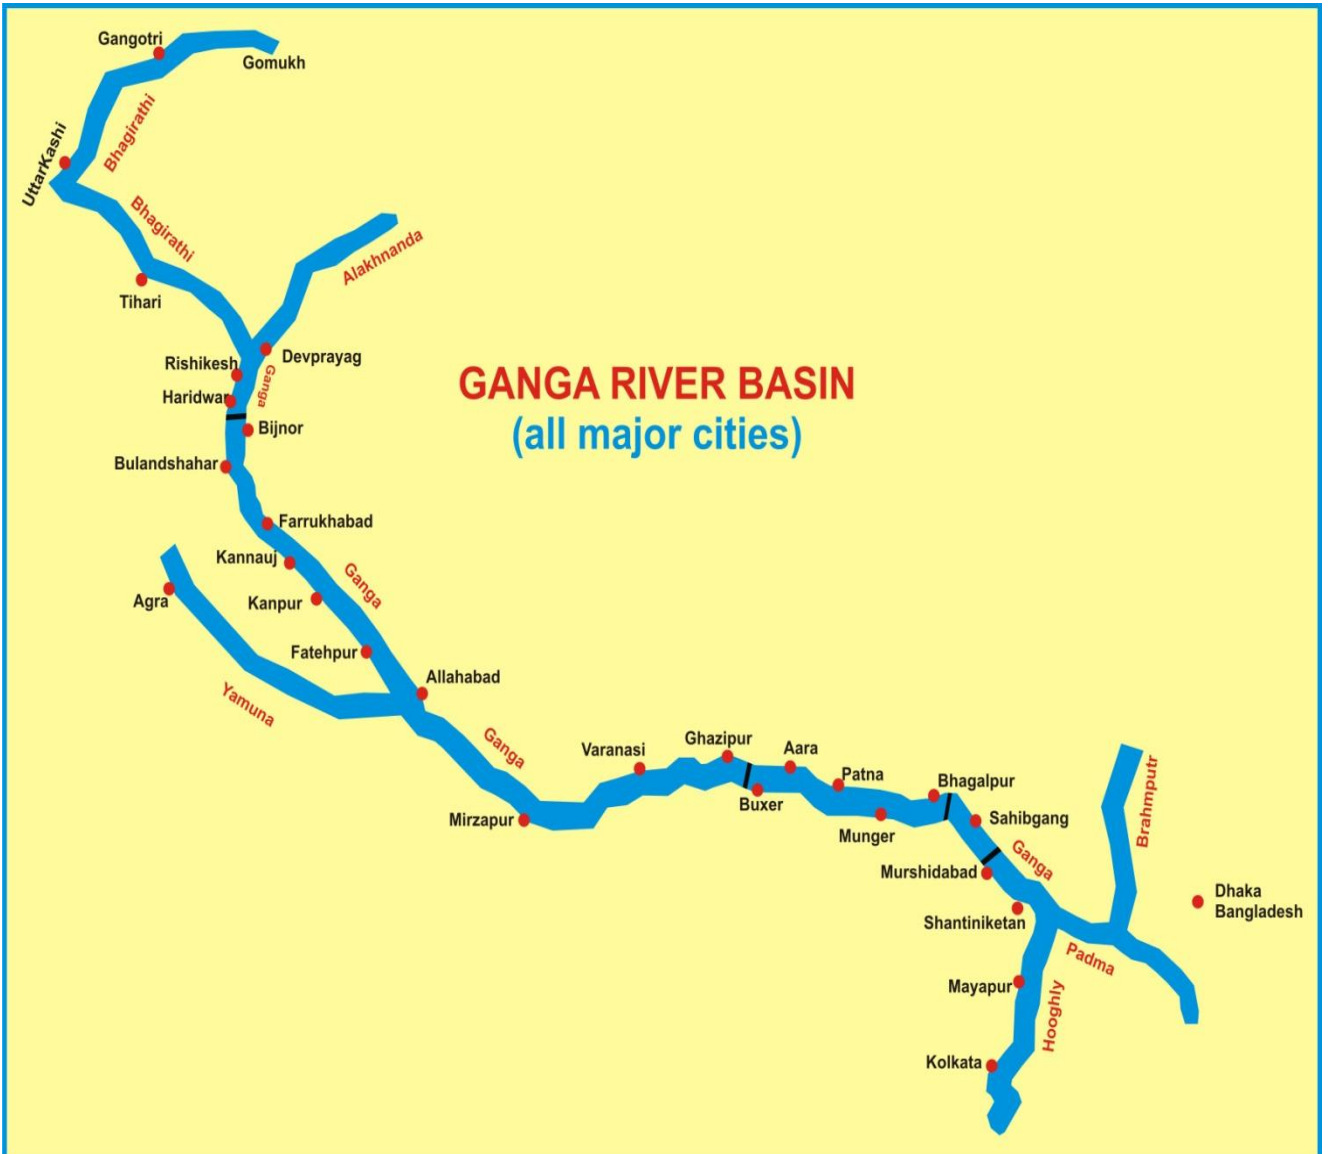 Gangotri
Gomukh
Bhagirathi
UttarKashi
Bhagirathi
Alakhnanda
Tihari
Devprayag
Rishikesh
Ganga
Haridwar
Bijnor
Bulandshahar
GANGA RIVER BASIN
(all major cities)
Farrukhabad
Kannauj
Ganga
Agra
Kanpur
Fatehpur
Allahabad
Yamuna
Ganga
Varanasi
Ghazipur
Aara
Patna
Bhagalpur
Buxer
Mirzapur
Munger
Sahibgang
Brahmputr
Ganga
Murshidabad
Dhaka
Bangladesh
Shantiniketan
Padma
Mayapur
Hooghly
Kolkata